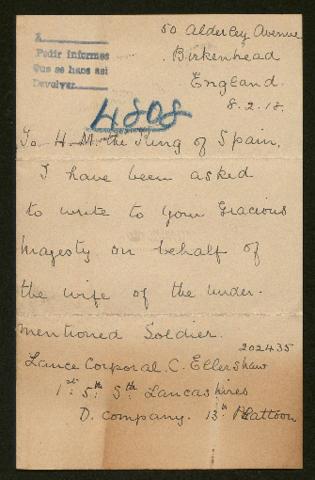 50 Alderley Avenue
Birkenhead
England.
8.2.18.
A
Pedir informes
Que se hace así
Devolver
4808
To H.M. the King of Spain,
I have been asked
to write to your Gracious
Majesty on behalf of
the wife of the under-
mentioned Soldier.
202435
Lance Corporal. C. Ellershaw
1st 5th Sth Lancashires
D. Company. 13th Plattoon